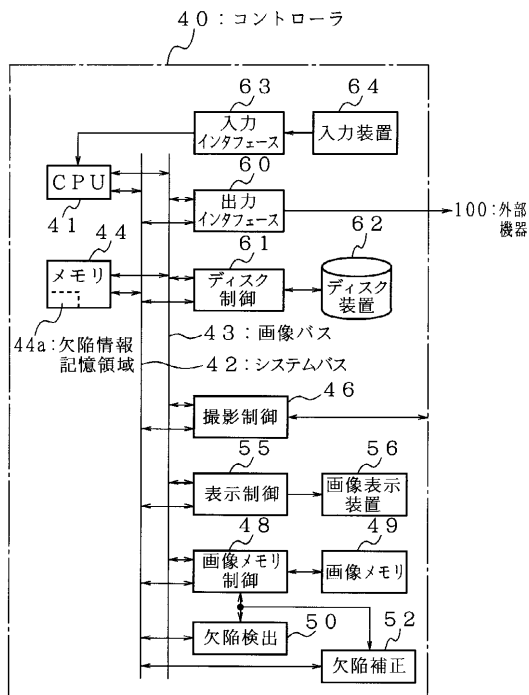 ４０：コントローラ
６３
入力
インタフェース
６４
入力装置
ＣＰＵ
４１
６０
出力
インタフェース
100:外部
機器
４４
メモリ
44a:欠陥情報
記憶領域
６１
ディスク
制御
６２
ディスク
装置
４３：画像バス
４２：システムバス
４６
撮影制御
５５
表示制御
５６
画像表示
装置
４８
画像メモリ
制御
４９
画像メモリ
欠陥検出
５０
５２
欠陥補正